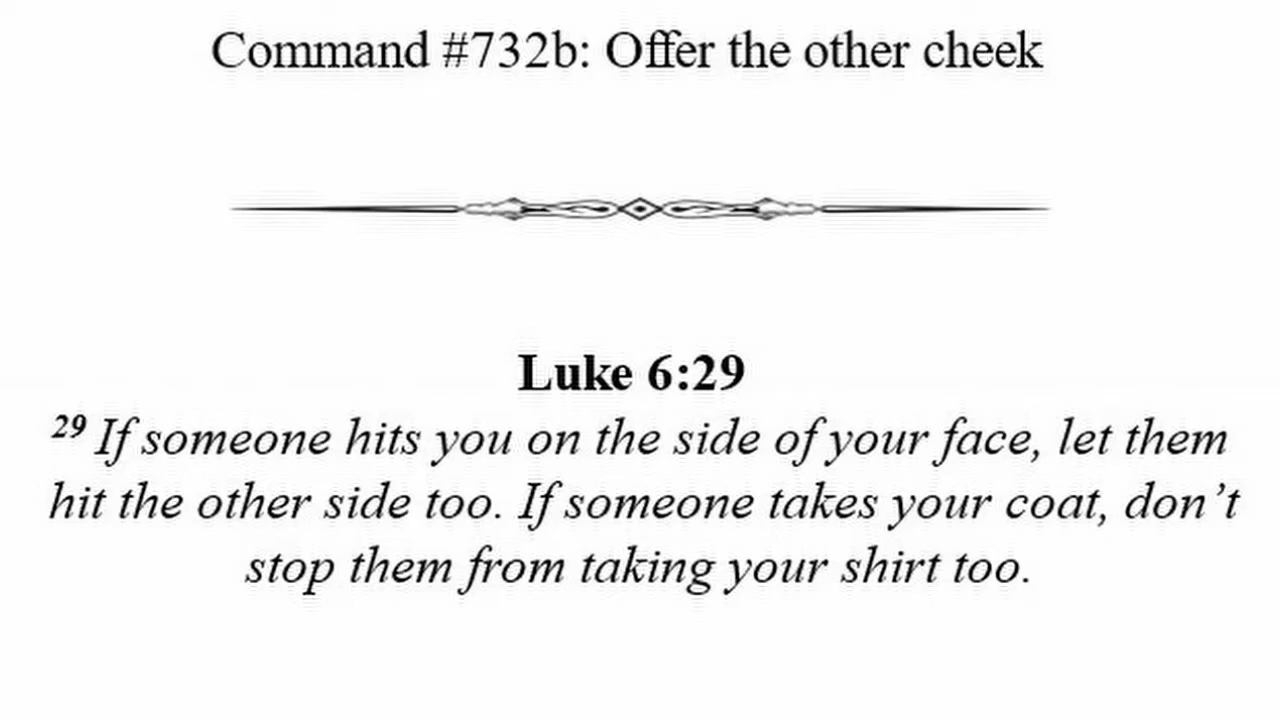 Command #732b: Offer the other cheek
Luke 6:29
29 If someone hits you on the side of your face, let them
hit the other side too. If someone takes your coat, don’t
stop them from taking your shirt too.